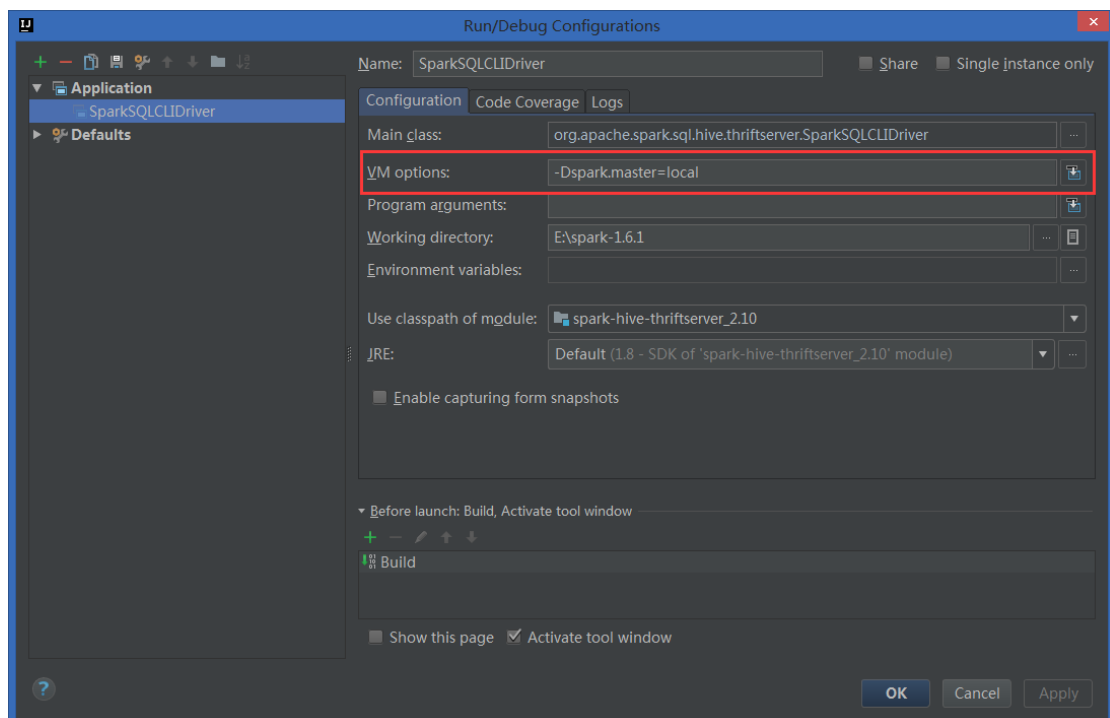 IJ
Run/Debug Configurations
Name: SparkSQLCLIDriver
Share
Single instance only
Application
SparkSQLCLIDriver
Defaults
Configuration
Code Coverage
Logs
Main class: org.apache.spark.sql.hive.thriftserver.SparkSQLCLIDriver
VM options: -Dspark.master=local
Program arguments:
Working directory: E:\spark-1.6.1
Environment variables:
Use classpath of module: spark-hive-thriftserver_2.10
JRE: Default (1.8 - SDK of 'spark-hive-thriftserver_2.10' module)
Enable capturing form snapshots
Before launch: Build, Activate tool window
Build
Show this page
Activate tool window
?
OK
Cancel
Apply